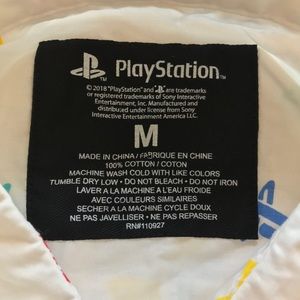 PlayStation™
© 2018 "PlayStation" and are trademarks
or registered trademarks of Sony Interactive
Entertainment, Inc. Manufactured and
distributed under license from Sony
Interactive Entertainment America LLC.
M
MADE IN CHINA / FABRIQUE EN CHINE
100% COTTON / COTON
MACHINE WASH COLD WITH LIKE COLORS
TUMBLE DRY LOW • DO NOT BLEACH • DO NOT IRON
LAVER A LA MACHINE A L'EAU FROIDE
AVEC COULEURS SIMILAIRES
SECHER A LA MACHINE CYCLE DOUX
NE PAS JAVELLISER • NE PAS REPASSER
RN#110927